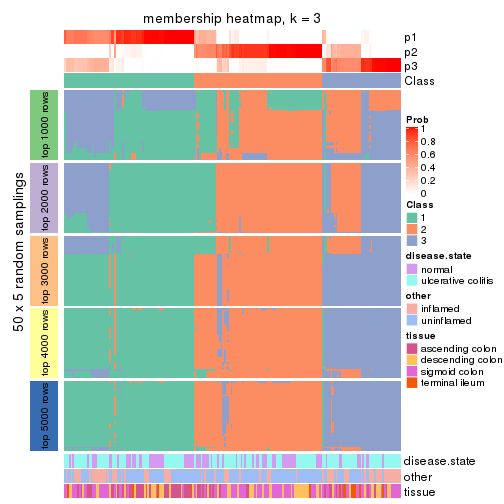 membership heatmap, k = 3
p1
p2
p3
Class
50 x 5 random samplings
top 1000 rows
top 2000 rows
top 3000 rows
top 4000 rows
top 5000 rows
Prob
1
0.8
0.6
0.4
0.2
0
Class
1
2
3
disease.state
normal
ulcerative colitis
other
inflamed
uninflamed
tissue
ascending colon
descending colon
sigmoid colon
terminal ileum
disease.state
other
tissue